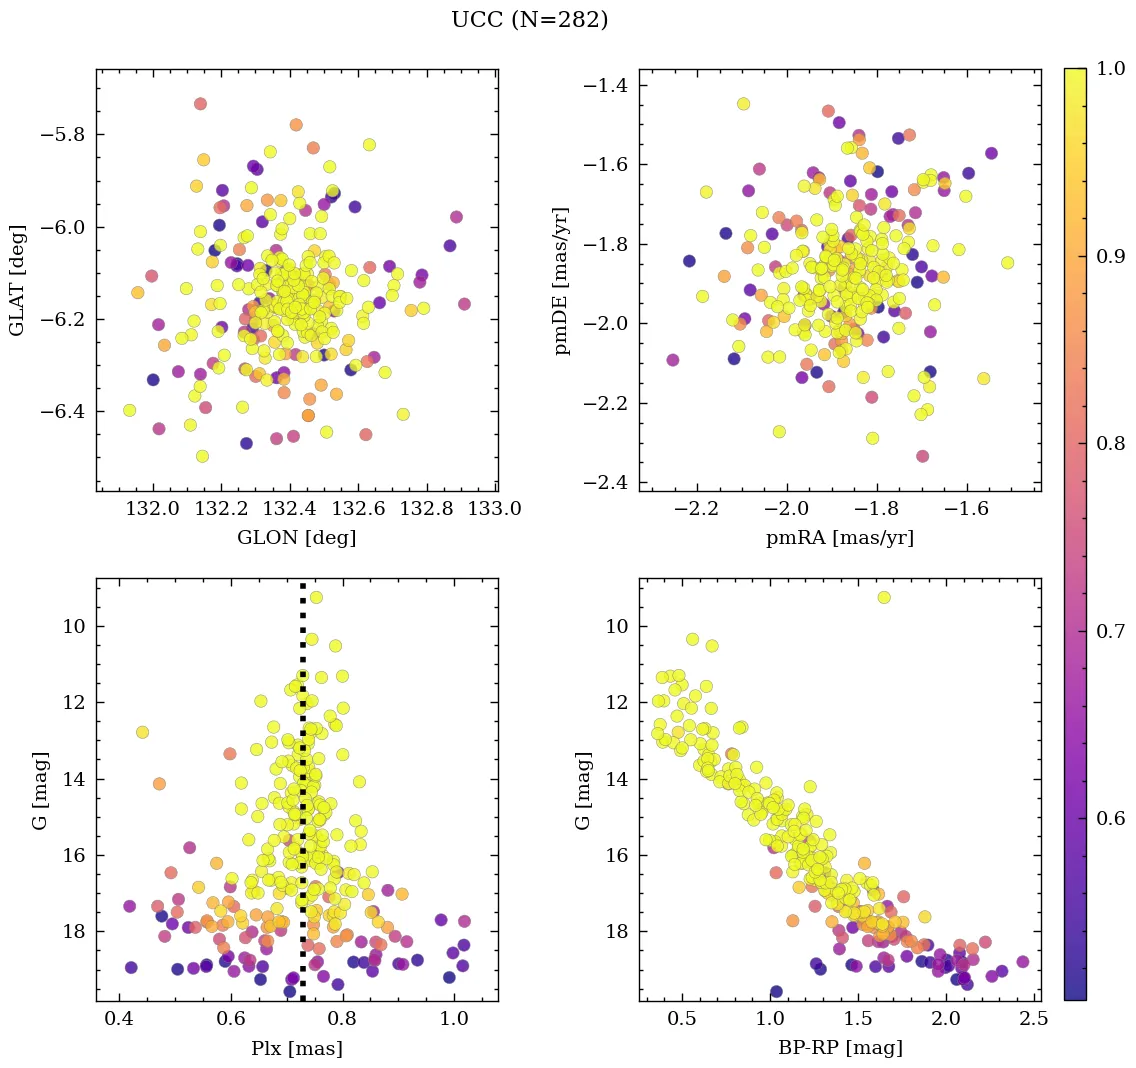 UCC (N=282)
−5.8
−6.0
−6.2
−6.4
132.0 132.2 132.4 132.6 132.8 133.0
GLON [deg]
GLAT [deg]
−1.4
−1.6
−1.8
−2.0
−2.2
−2.4
−2.2 −2.0 −1.8 −1.6
pmRA [mas/yr]
pmDE [mas/yr]
1.0
0.9
0.8
0.7
0.6
10
12
14
16
18
0.4 0.6 0.8 1.0
Plx [mas]
G [mag]
10
12
14
16
18
0.5 1.0 1.5 2.0 2.5
BP-RP [mag]
G [mag]